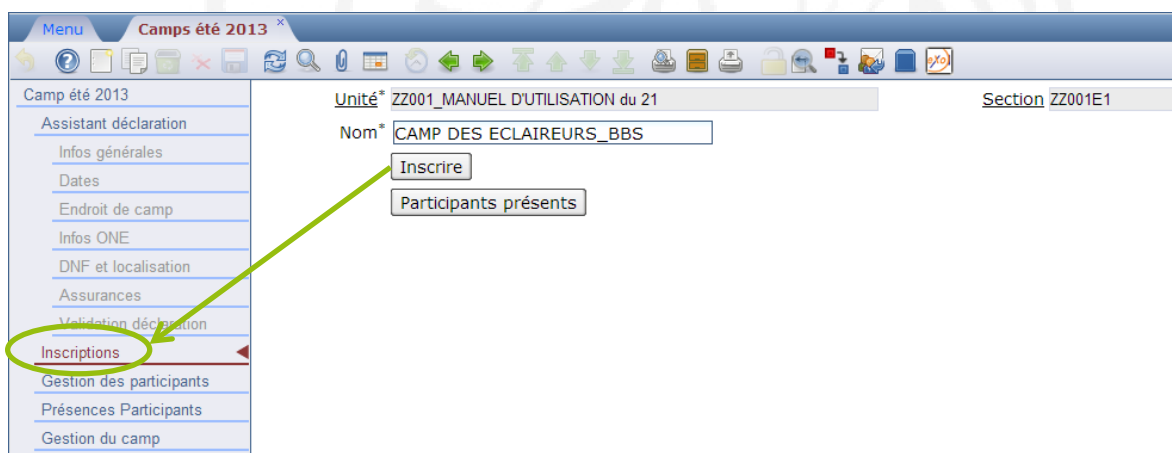 Menu Camps été 2013 ×
Camp été 2013
Unité* ZZ001_MANUEL D'UTILISATION du 21 Section ZZ001E1
Assistant déclaration
Nom* CAMP DES ECLAIREURS_BBS
Infos générales
Inscrire
Dates
Participants présents
Endroit de camp
Infos ONE
DNF et localisation
Assurances
Validation déclaration
Inscriptions
Gestion des participants
Présences Participants
Gestion du camp